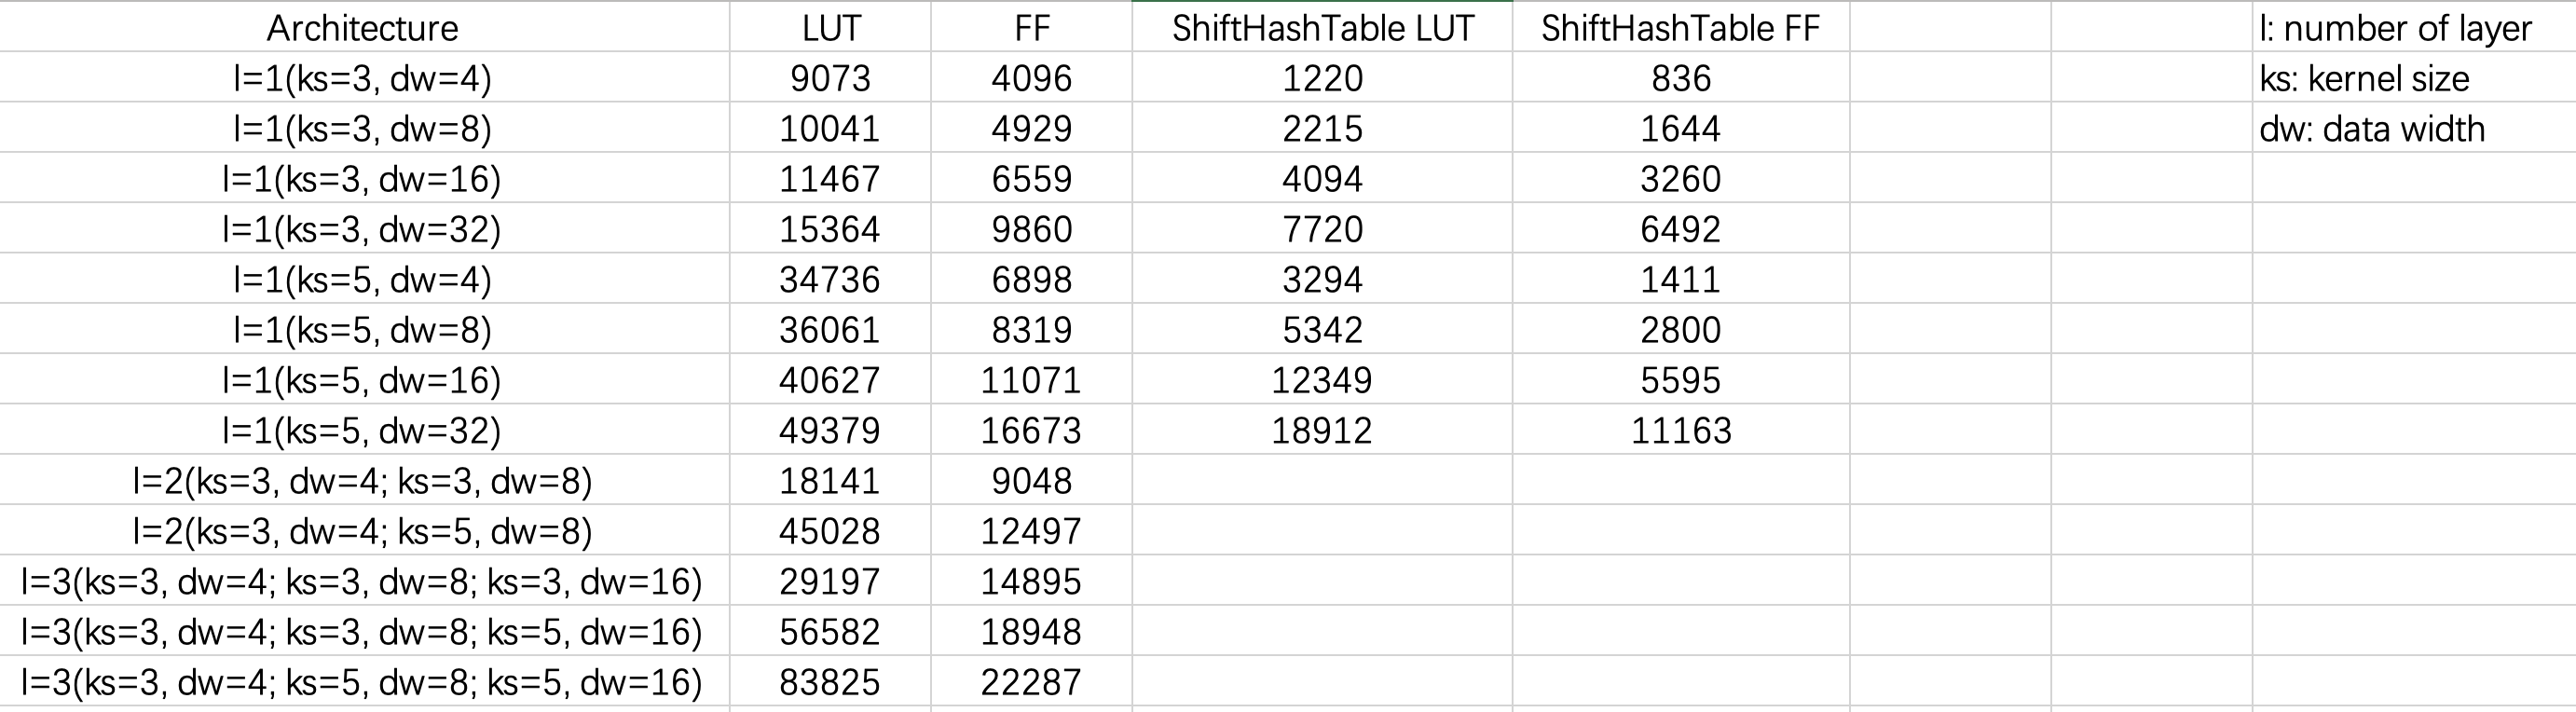 Architecture LUT FF ShiftHashTable LUT ShiftHashTable FF l: number of layer
l=1(ks=3, dw=4) 9073 4096 1220 836 ks: kernel size
l=1(ks=3, dw=8) 10041 4929 2215 1644 dw: data width
l=1(ks=3, dw=16) 11467 6559 4094 3260
l=1(ks=3, dw=32) 15364 9860 7720 6492
l=1(ks=5, dw=4) 34736 6898 3294 1411
l=1(ks=5, dw=8) 36061 8319 5342 2800
l=1(ks=5, dw=16) 40627 11071 12349 5595
l=1(ks=5, dw=32) 49379 16673 18912 11163
l=2(ks=3, dw=4; ks=3, dw=8) 18141 9048
l=2(ks=3, dw=4; ks=5, dw=8) 45028 12497
l=3(ks=3, dw=4; ks=3, dw=8; ks=3, dw=16) 29197 14895
l=3(ks=3, dw=4; ks=3, dw=8; ks=5, dw=16) 56582 18948
l=3(ks=3, dw=4; ks=5, dw=8; ks=5, dw=16) 83825 22287